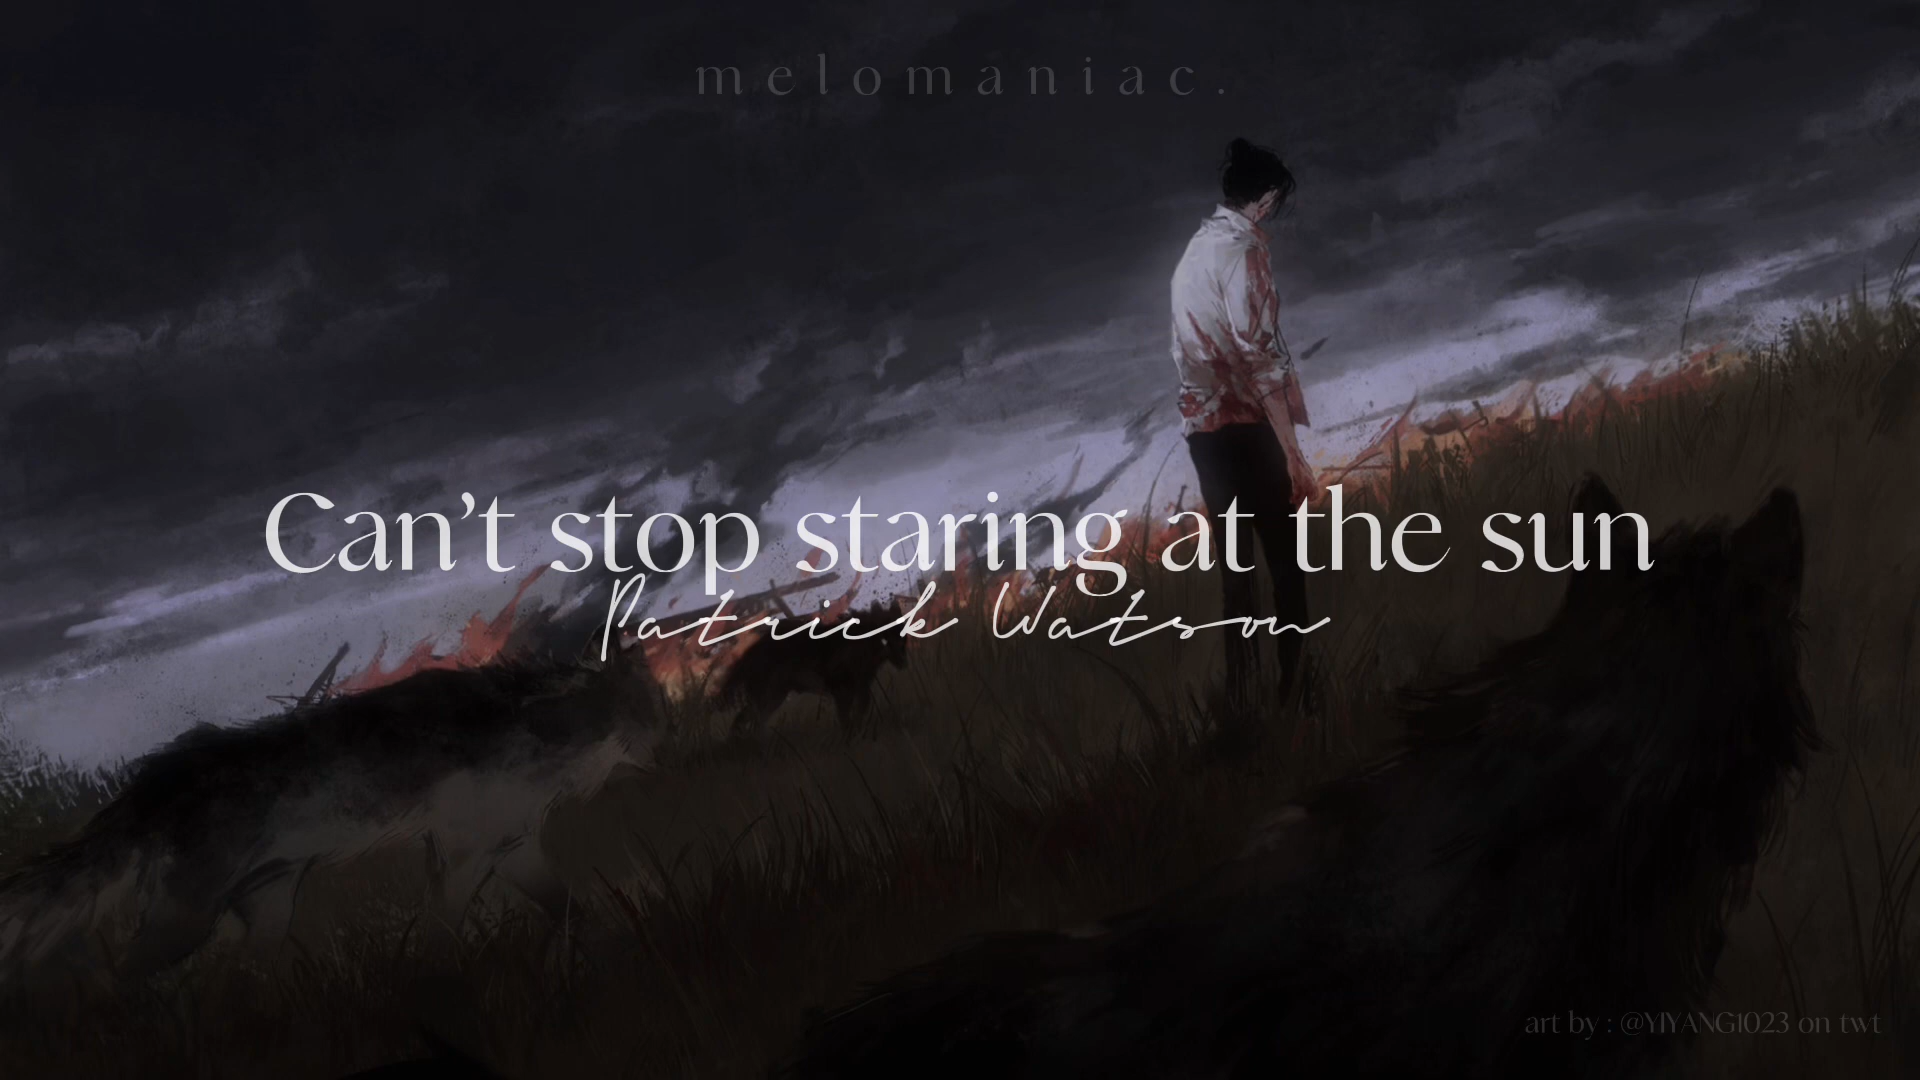 melomaniac.
Can't stop staring at the sun
Patrick Watson
art by : @YIYANG1023 on twt